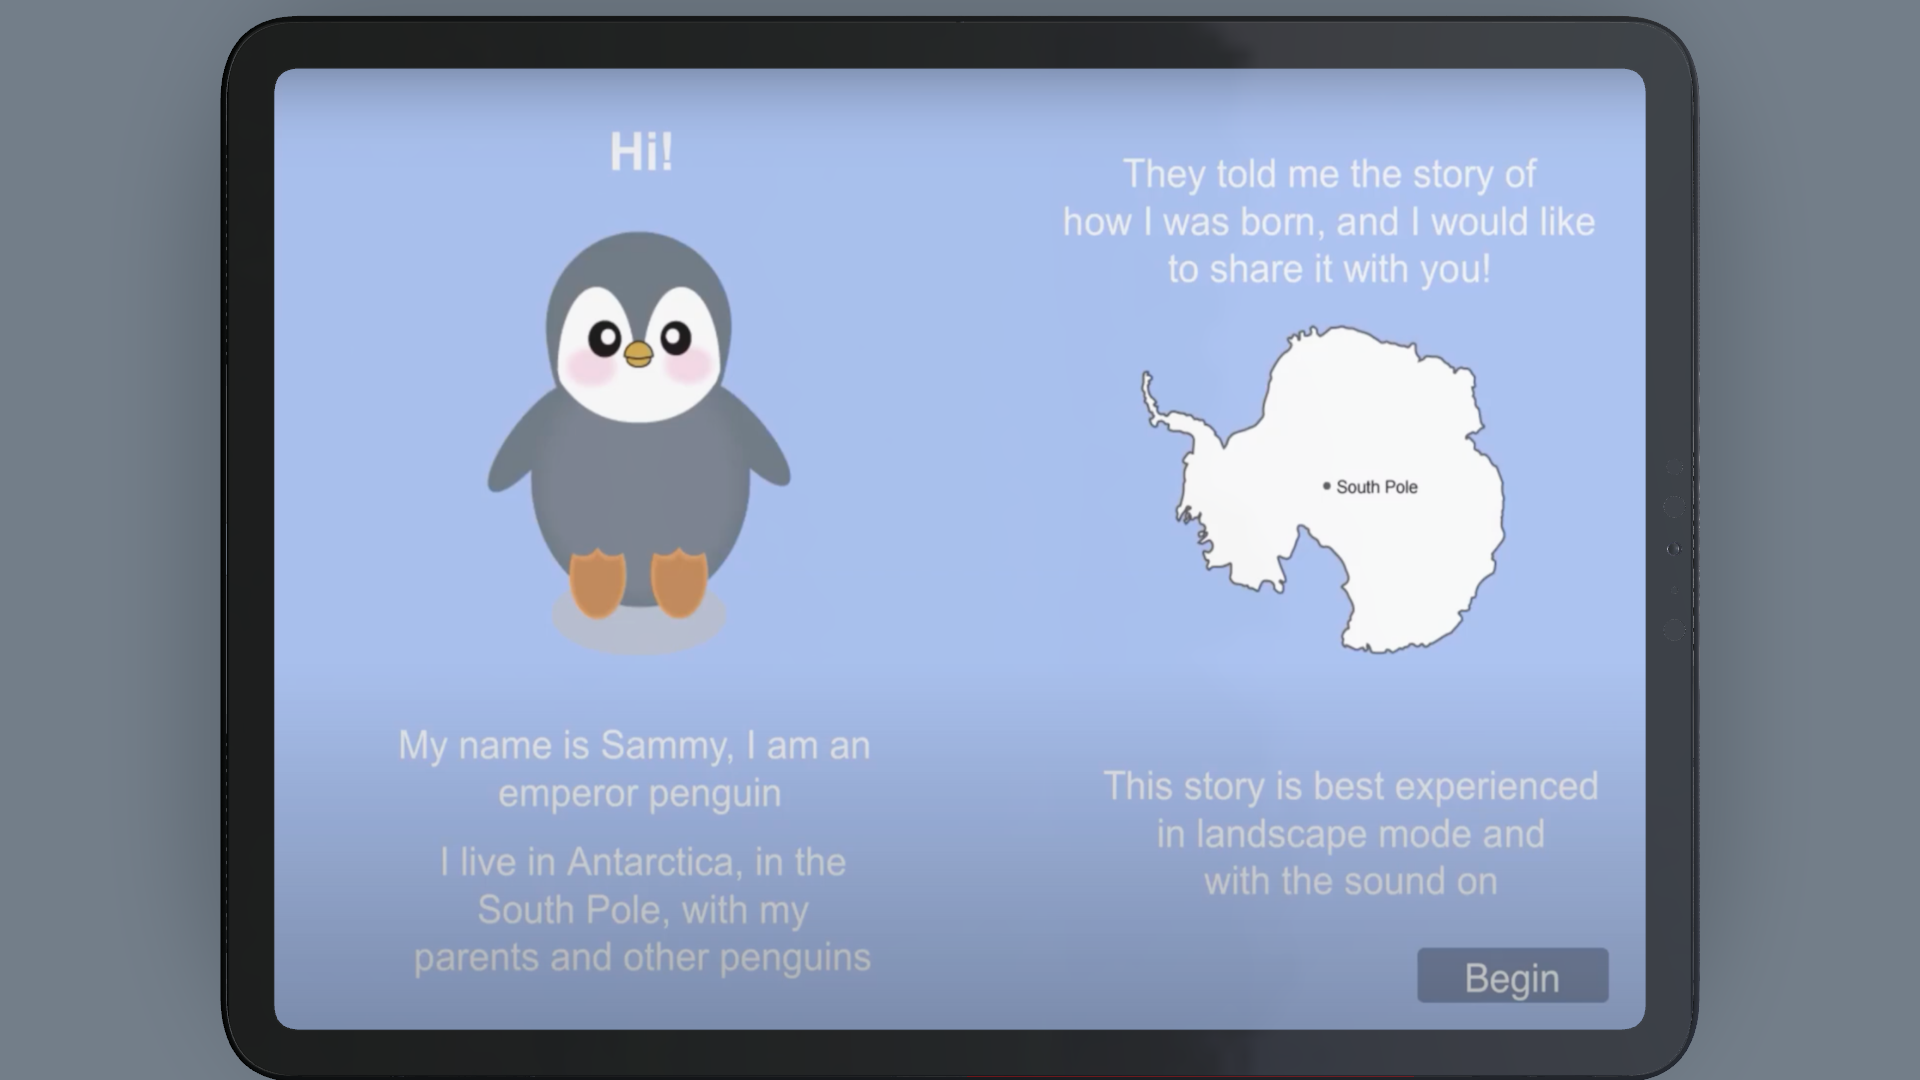 Hi!
My name is Sammy, I am an
emperor penguin
I live in Antarctica, in the
South Pole, with my
parents and other penguins
They told me the story of
how I was born, and I would like
to share it with you!
South Pole
This story is best experienced
in landscape mode and
with the sound on
Begin